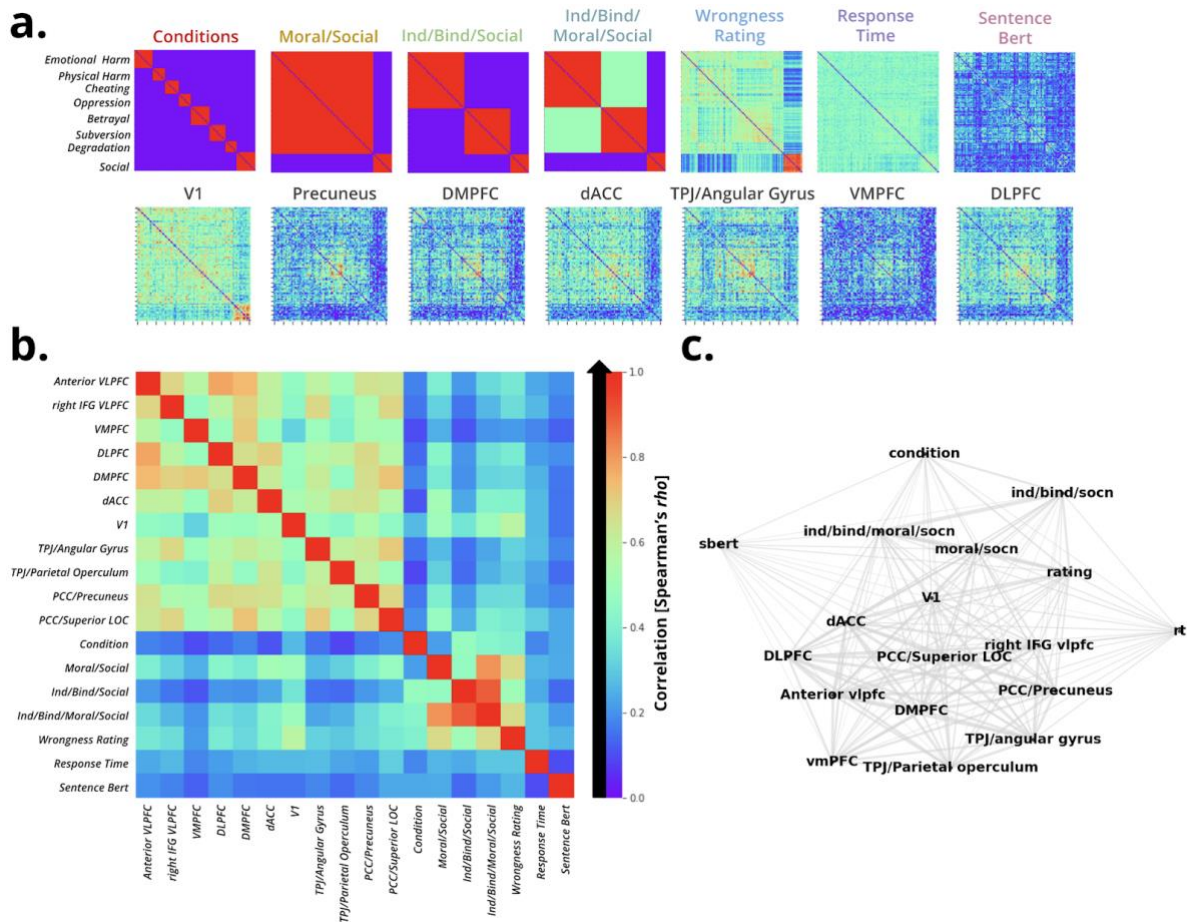 a.
Conditions
Moral/Social
Ind/Bind/Social
Ind/Bind/
Moral/Social
Wrongness
Rating
Response
Time
Sentence
Bert
Emotional Harm
Physical Harm
Cheating
Oppression
Betrayal
Subversion
Degradation
Social
V1
Precuneus
DMPFC
dACC
TPJ/Angular Gyrus
VMPFC
DLPFC
b.
Anterior VLPFC
right IFG VLPFC
VMPFC
DLPFC
DMPFC
dACC
V1
TPJ/Angular Gyrus
TPJ/Parietal Operculum
PCC/Precuneus
PCC/Superior LOC
Condition
Moral/Social
Ind/Bind/Social
Ind/Bind/Moral/Social
Wrongness Rating
Response Time
Sentence Bert
Anterior VLPFC
right IFG VLPFC
VMPFC
DLPFC
DMPFC
dACC
V1
TPJ/Angular Gyrus
TPJ/Parietal Operculum
PCC/Precuneus
PCC/Superior LOC
Condition
Moral/Social
Ind/Bind/Social
Ind/Bind/Moral/Social
Wrongness Rating
Response Time
Sentence Bert
1.0
0.8
0.6
0.4
0.2
0.0
Correlation [Spearman's rho]
c.
condition
ind/bind/socn
ind/bind/moral/socn
sbert
moral/socn
rating
V1
dACC
rt
right IFG vlpfc
DLPFC
PCC/Superior LOC
Anterior vlpfc
PCC/Precuneus
DMPFC
TPJ/angular gyrus
vmPFC
TPJ/Parietal operculum